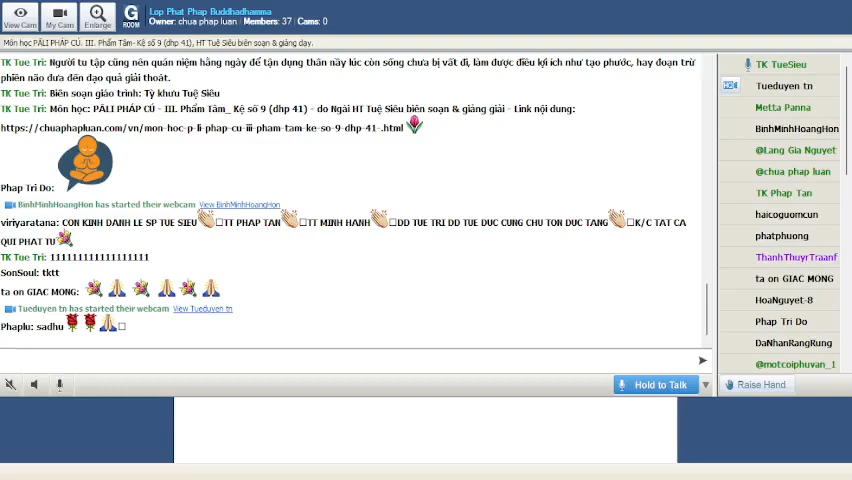 Lop Phat Phap Buddhadhamma
Owner: chua phap luan | Members: 37 | Cams: 0
View Cam
My Cam
Enlarge
G
ROOM
Môn học PĀLI PHÁP CÚ. III. Phẩm Tâm- Kệ số 9 (dhp 41), HT Tuệ Siêu biên soạn & giảng dạy.
TK Tue Tri: Người tu tập cũng nên quán niệm hằng ngày để tận dụng thân này lúc còn sống chưa bị vất đi, làm được điều lợi ích như tạo phước, hay đoạn trừ
phiền não đưa đến đạo quả giải thoát.
TK Tue Tri: Biên soạn giáo trình: Tỳ khưu Tuệ Siêu
TK Tue Tri: Môn học: PĀLI PHÁP CÚ - III. Phẩm Tâm_ Kệ số 9 (dhp 41) - do Ngài HT Tuệ Siêu biên soạn & giảng giải - Link nội dung:
https://chuaphapluan.com/vn/mon-hoc-p-li-phap-cu-iii-pham-tam-ke-so-9-dhp-41-.html
Phap Tri Do:
BinhMinhHoangHon has started their webcam View BinhMinhHoangHon
viriyaratana: CON KINH DANH LE SP TUE SIEU TT PHAP TAN TT MINH HANH DD TUE TRI DD TUE DUC CUNG CHU TON DUC TANG K/C TAT CA
QUI PHAT TU
TK Tue Tri: 11111111111111111
SonSoul: tktt
ta on GIAC MONG:
Tueduyen tn has started their webcam View Tueduyen tn
Phaplu: sadhu
Hold to Talk
TK TueSieu
Tueduyen tn
Metta Panna
BinhMinhHoangHon
@Lang Gia Nguyet
@chua phap luan
TK Phap Tan
haicoguomcun
phatphuong
ThanhThuyrTraanf
ta on GIAC MONG
HoaNguyet-8
Phap Tri Do
DaNhanRangRung
@motcoiphuvan_1
Raise Hand